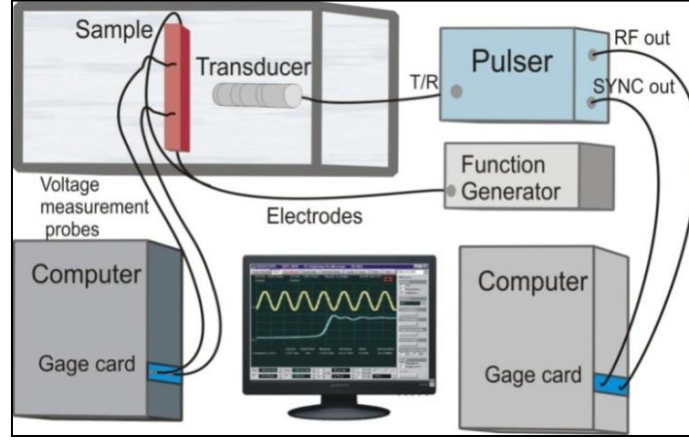 Sample
Transducer
Pulser
RF out
T/R
SYNC out
Function
Generator
Voltage
measurement
probes
Electrodes
Computer
Gage card
Computer
Gage card